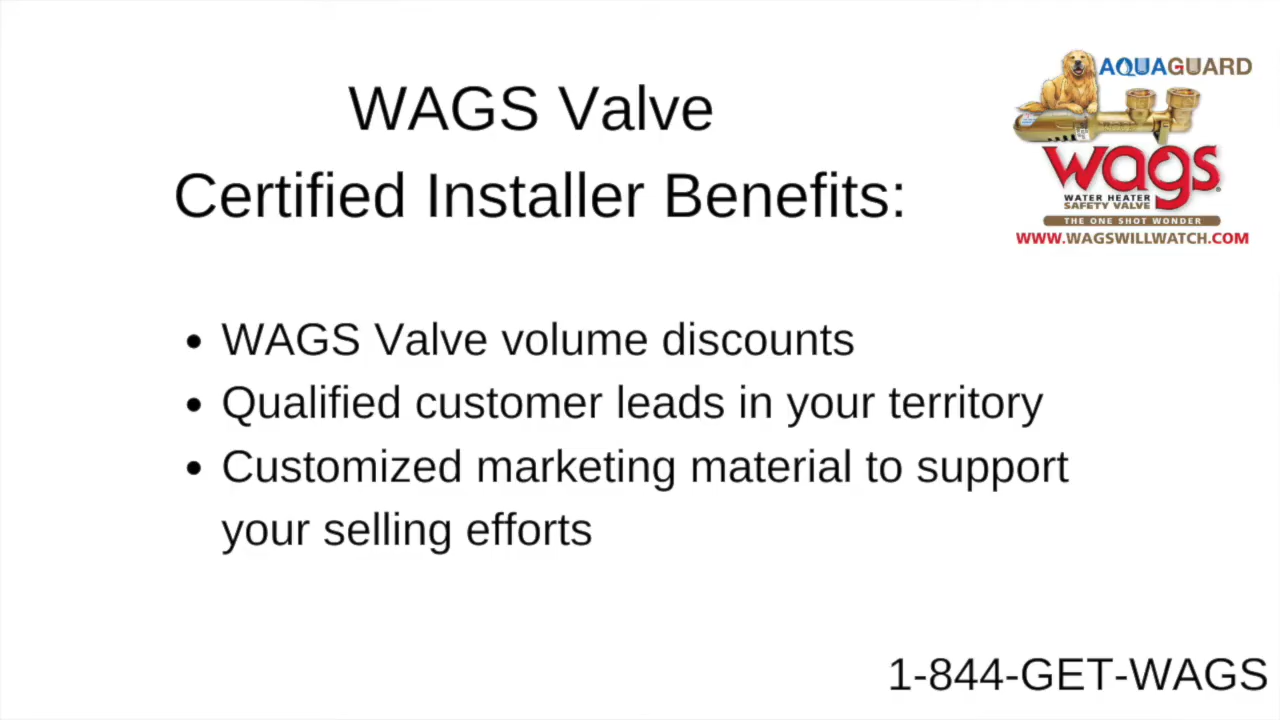 WAGS Valve
Certified Installer Benefits:
AQUAGUARD
wags®
WATER HEATER
SAFETY VALVE
THE ONE SHOT WONDER
WWW.WAGSWILLWATCH.COM
• WAGS Valve volume discounts
• Qualified customer leads in your territory
• Customized marketing material to support
your selling efforts
1-844-GET-WAGS